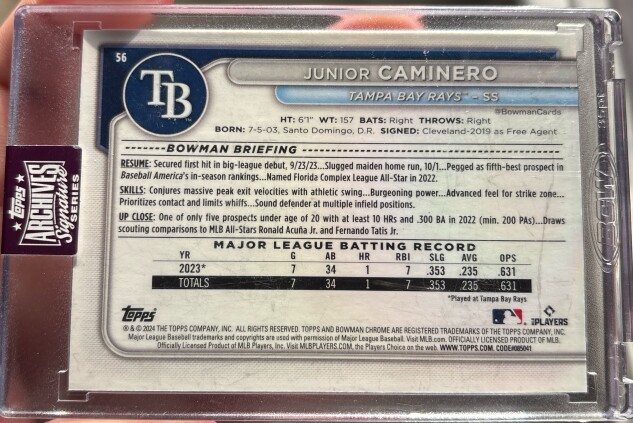 56
TB
JUNIOR CAMINERO
TAMPA BAY RAYS™ – SS
@BowmanCards
HT: 6'1" WT: 157 BATS: Right THROWS: Right
BORN: 7-5-03, Santo Domingo, D.R. SIGNED: Cleveland-2019 as Free Agent
BOWMAN BRIEFING
RESUME: Secured first hit in big-league debut, 9/23/23...Slugged maiden home run, 10/1...Pegged as fifth-best prospect in
Baseball America's in-season rankings...Named Florida Complex League All-Star in 2022.
SKILLS: Conjures massive peak exit velocities with athletic swing...Burgeoning power...Advanced feel for strike zone...
Prioritizes contact and limits whiffs...Sound defender at multiple infield positions.
UP CLOSE: One of only five prospects under age of 20 with at least 10 HRs and .300 BA in 2022 (min. 200 PAs)...Draws
scouting comparisons to MLB All-Stars Ronald Acuña Jr. and Fernando Tatis Jr.
MAJOR LEAGUE BATTING RECORD
YR G AB HR RBI SLG AVG OPS
2023* 7 34 1 7 .353 .235 .631
TOTALS 7 34 1 7 .353 .235 .631
*Played at Tampa Bay Rays
Topps
PLAYERS
® & © 2024 THE TOPPS COMPANY, INC. ALL RIGHTS RESERVED. TOPPS AND BOWMAN CHROME ARE REGISTERED TRADEMARKS OF THE TOPPS COMPANY, INC.
Major League Baseball trademarks and copyrights are used with permission of Major League Baseball. Visit MLB.com. OFFICIALLY LICENSED PRODUCT OF MLB.
Officially Licensed Product of MLB Players, Inc. Visit MLBPLAYERS.COM, the Players Choice on the web. WWW.TOPPS.COM. CODE#085041
★ Topps ★
ARCHIVES
Signature
SERIES